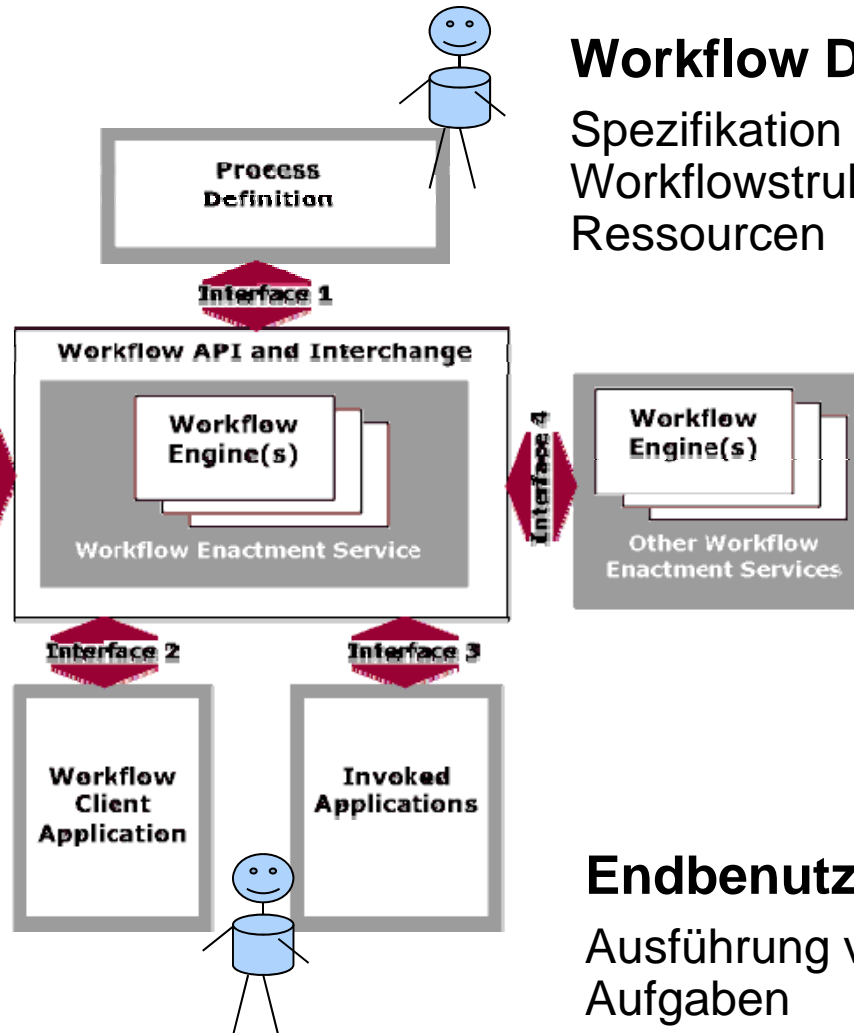 Workflow D
Spezifikation
Workflowstruk
Ressourcen
Process
Definition
Interface 1
Workflow API and Interchange
Workflow
Engine(s)
Workflow Enactment Service
Interface 4
Workflow
Engine(s)
Other Workflow
Enactment Services
Interface 2
Interface 3
Workflow
Client
Application
Invoked
Applications
Endbenutz
Ausführung v
Aufgaben